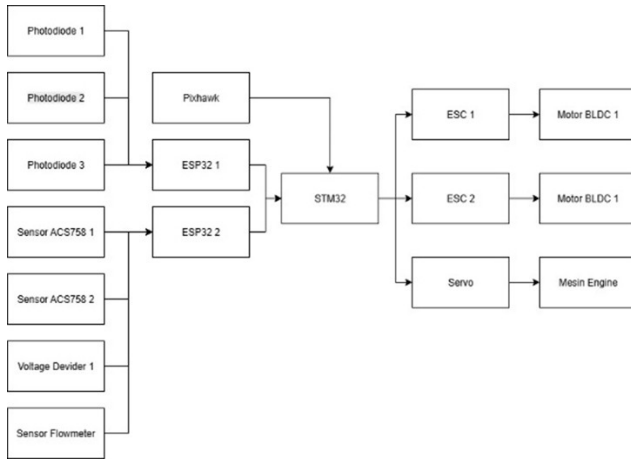 Photodiode 1
Photodiode 2
Pixhawk
ESC 1
Motor BLDC 1
Photodiode 3
ESP32 1
STM32
ESC 2
Motor BLDC 1
Sensor ACS758 1
ESP32 2
Sensor ACS758 2
Servo
Mesin Engine
Voltage Devider 1
Sensor Flowmeter